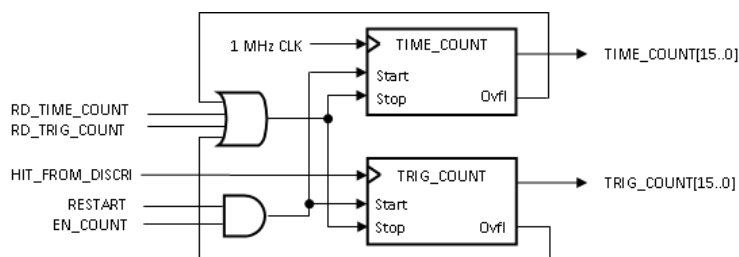 1 MHz CLK
TIME_COUNT
TIME_COUNT[15..0]
Start
Stop
Ovfl
RD_TIME_COUNT
RD_TRIG_COUNT
HIT_FROM_DISCRI
TRIG_COUNT
TRIG_COUNT[15..0]
RESTART
Start
EN_COUNT
Stop
Ovfl